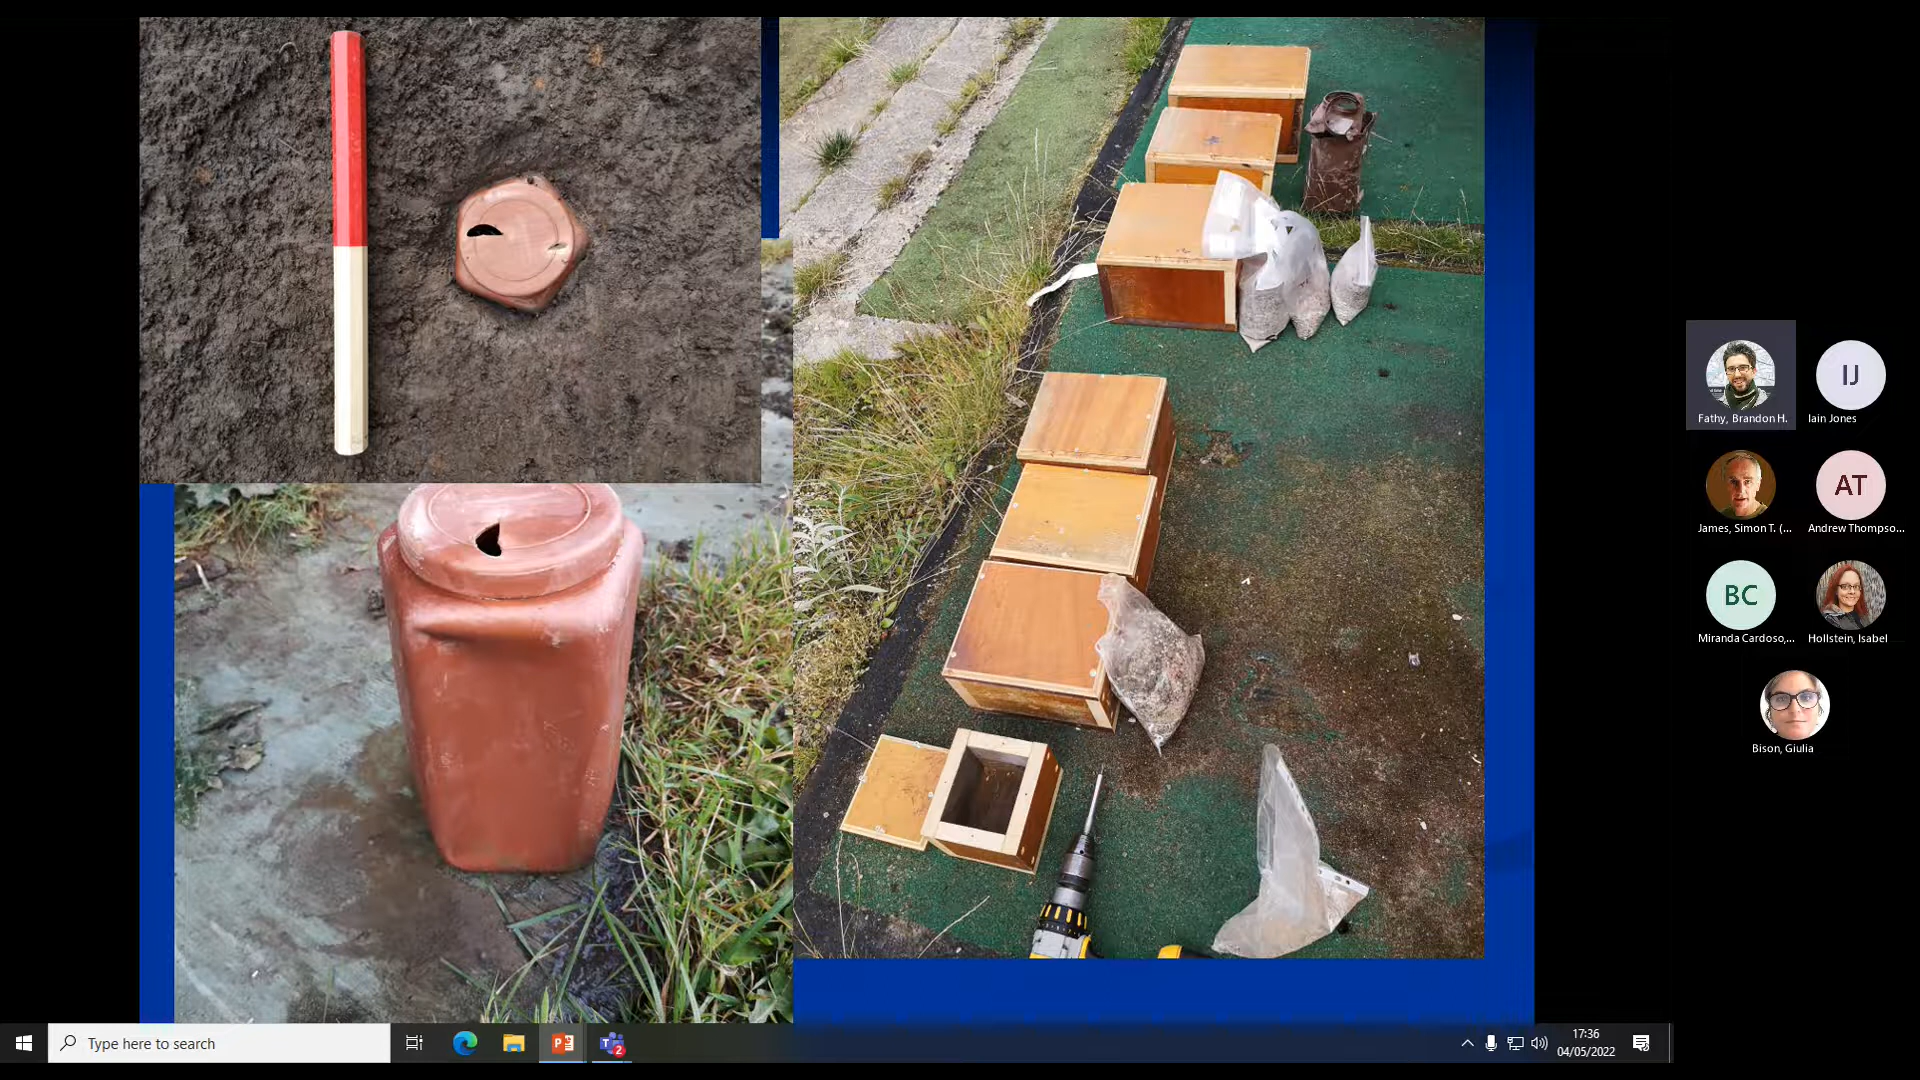 Fathy, Brandon H.
IJ
Iain Jones
James, Simon T. (...
AT
Andrew Thompso...
BC
Miranda Cardoso,...
Hollstein, Isabel
Bison, Giulia
Type here to search
2
17:36
04/05/2022